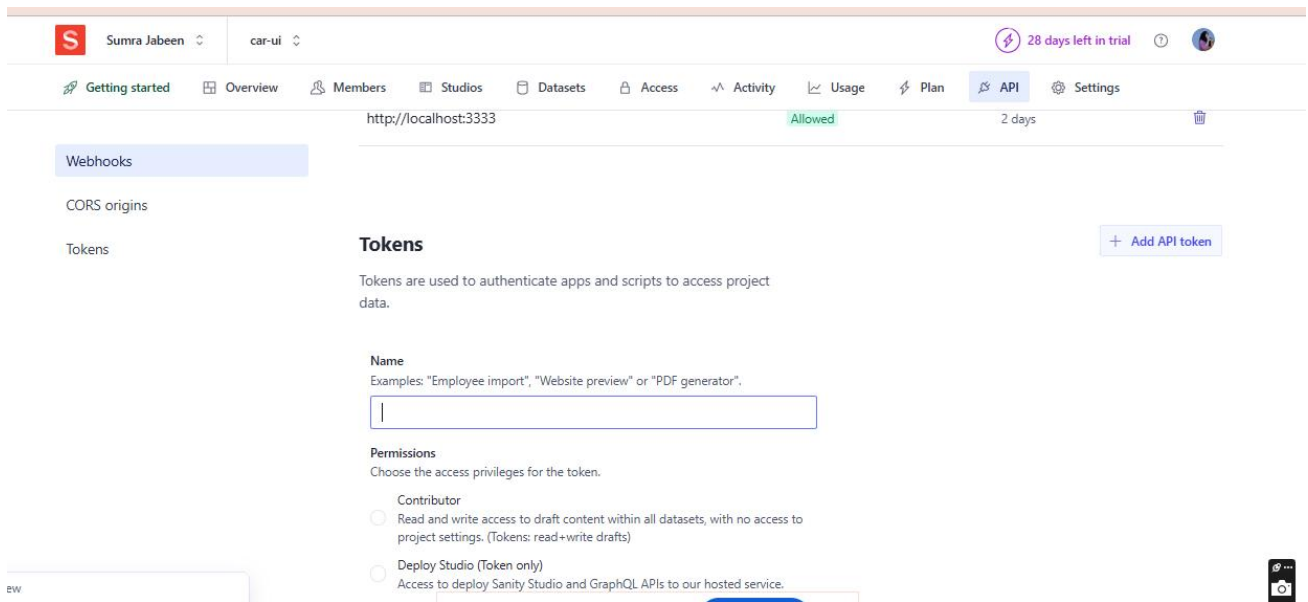 S Sumra Jabeen car-ui 28 days left in trial
Getting started Overview Members Studios Datasets Access Activity Usage Plan API Settings
http://localhost:3333 Allowed 2 days
Webhooks
CORS origins
Tokens
Tokens
+ Add API token
Tokens are used to authenticate apps and scripts to access project
data.
Name
Examples: "Employee import", "Website preview" or "PDF generator".
Permissions
Choose the access privileges for the token.
Contributor
Read and write access to draft content within all datasets, with no access to
project settings. (Tokens: read+write drafts)
Deploy Studio (Token only)
Access to deploy Sanity Studio and GraphQL APIs to our hosted service.